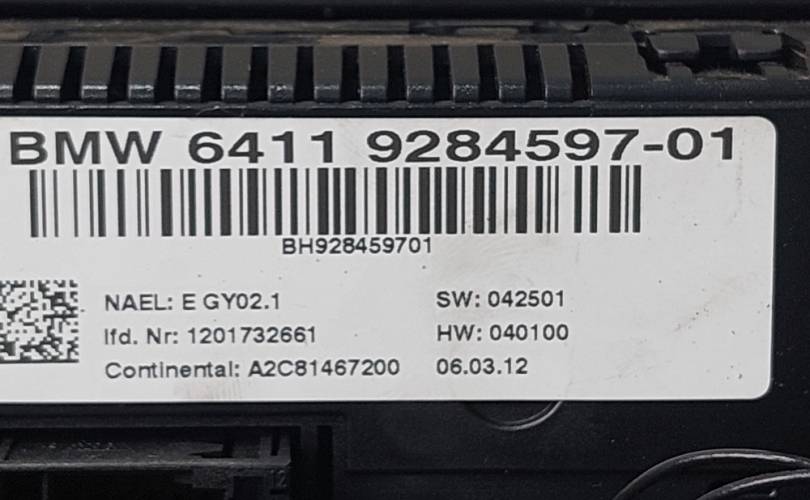 BMW 6411 9284597-01
BH928459701
NAEL: E GY02.1 SW: 042501
lfd. Nr: 1201732661 HW: 040100
Continental: A2C81467200 06.03.12